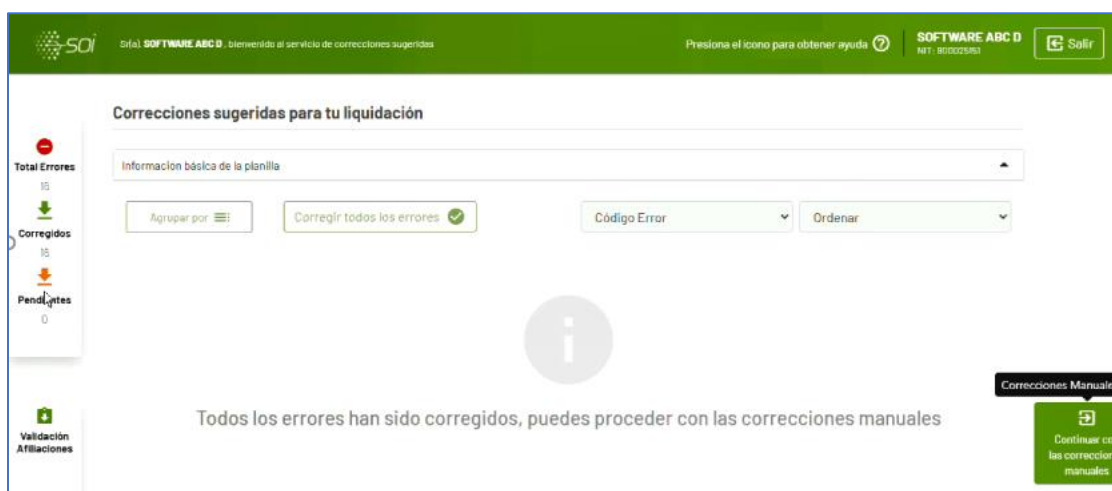 soi
Sr(a). SOFTWARE ABC D, bienvenido al servicio de correcciones sugeridas
Presiona el icono para obtener ayuda ?
SOFTWARE ABC D
NIT:
Salir
Correcciones sugeridas para tu liquidación
Total Errores
16
Corregidos
16
Pendientes
0
Validación
Afiliaciones
Informacion básica de la planilla
Agrupar por
Corregir todos los errores
Código Error
Ordenar
i
Todos los errores han sido corregidos, puedes proceder con las correcciones manuales
Correcciones Manuale
Continuar co
las correccion
manuales